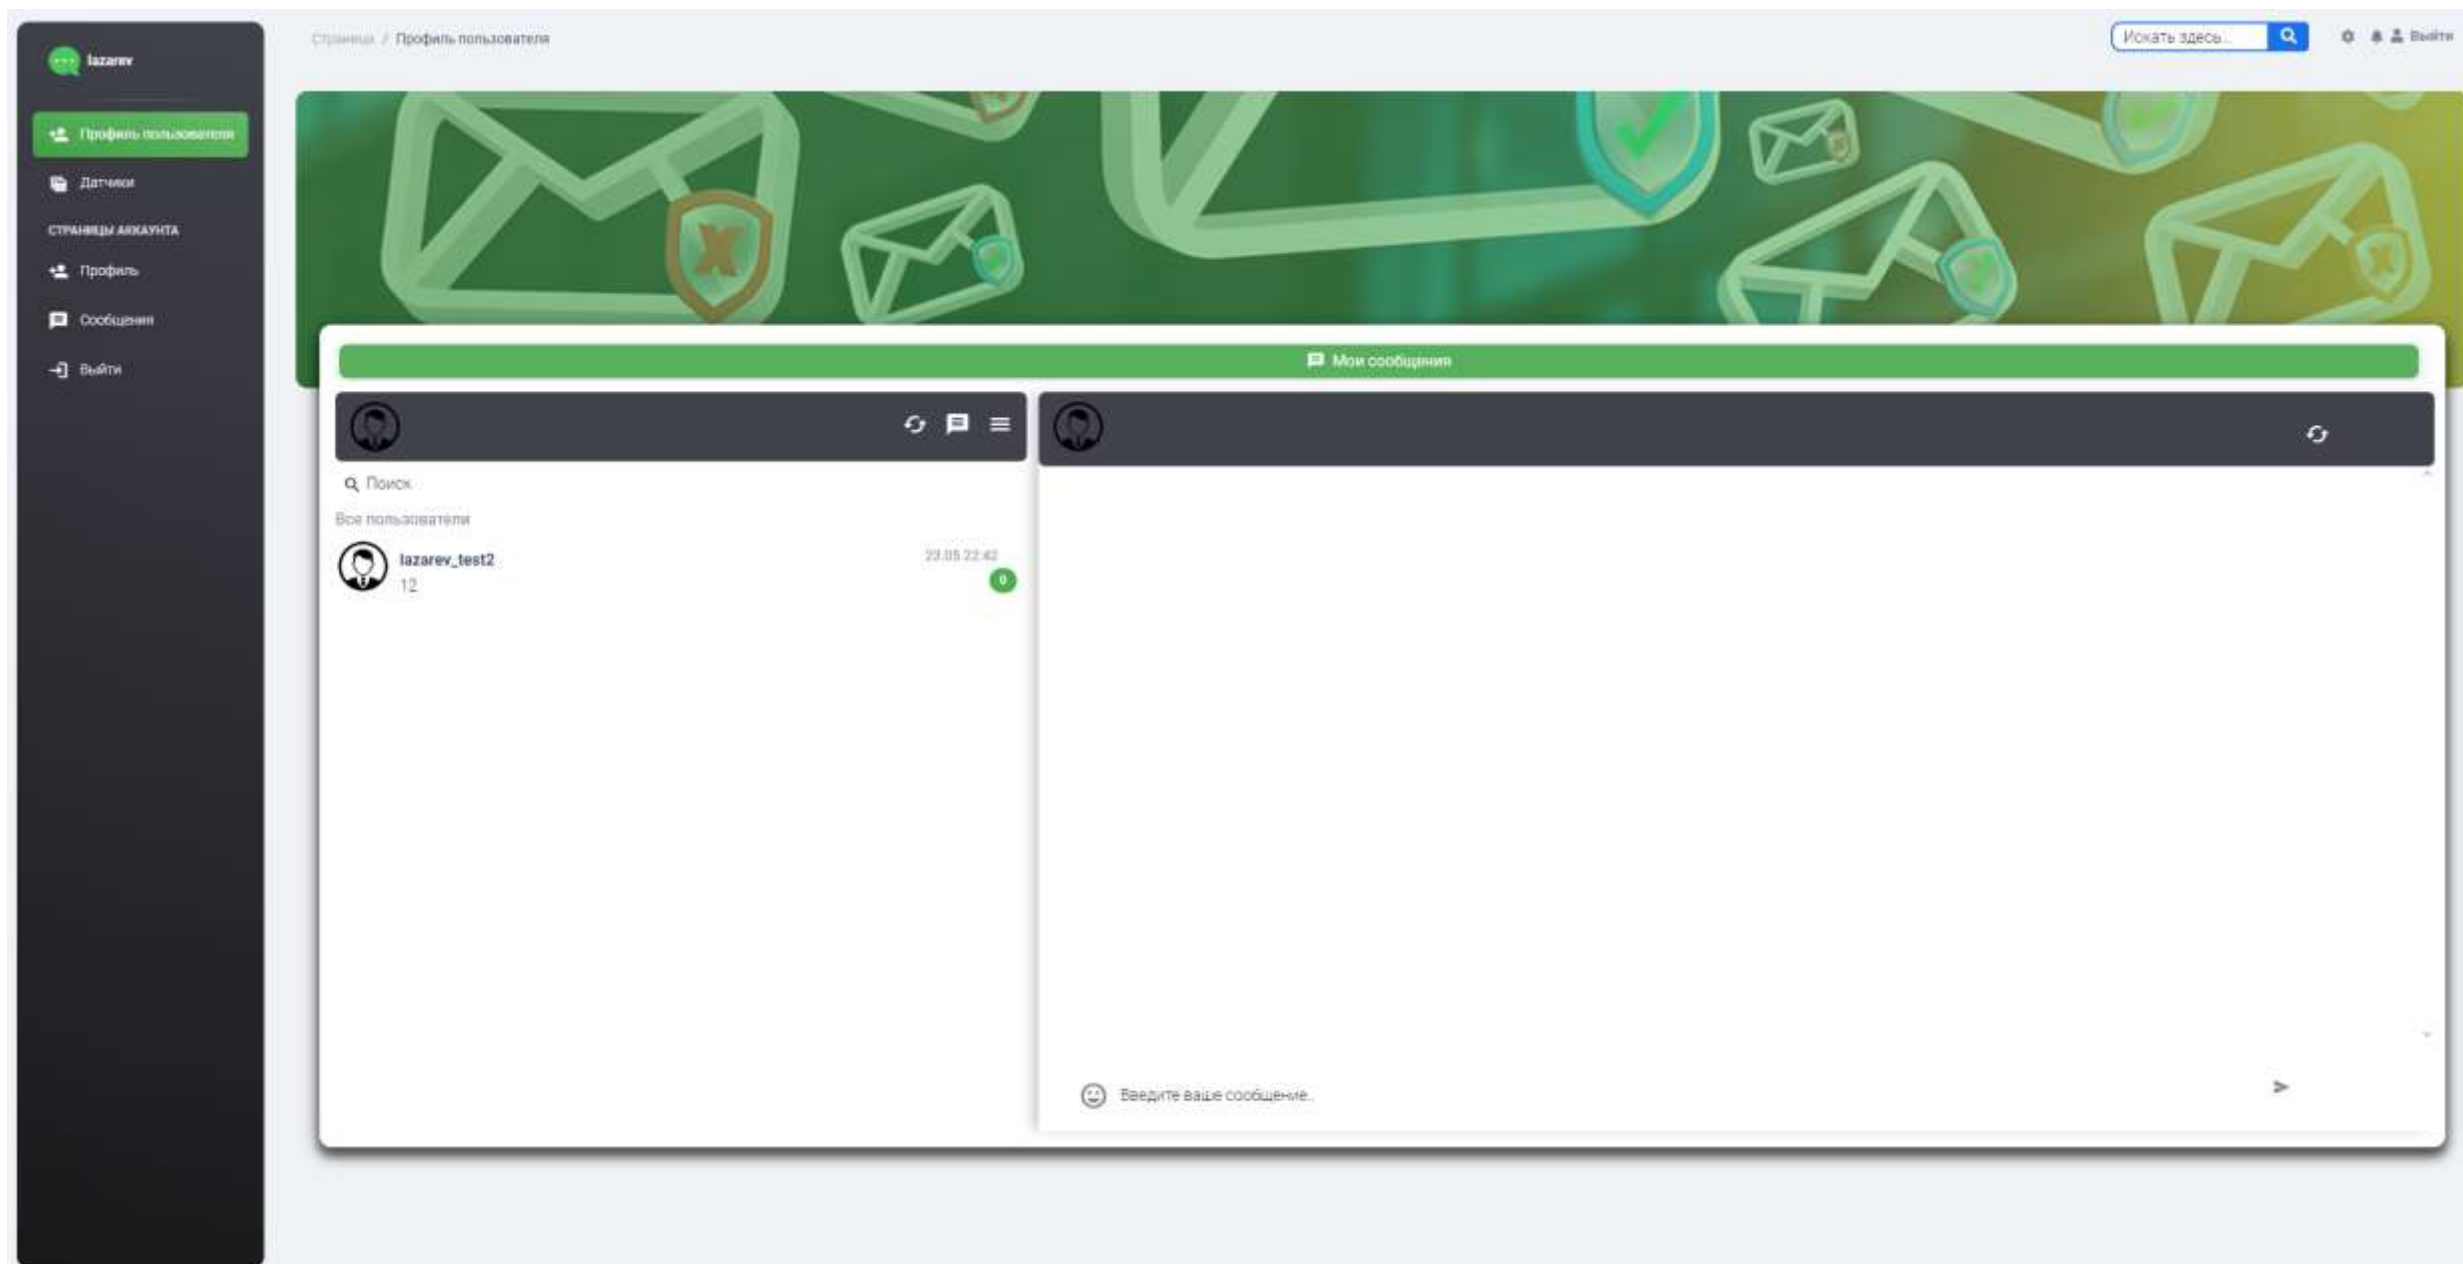 lazarev
Профиль пользователя
Датчики
СТРАНИЦЫ АККАУНТА
Профиль
Сообщения
Выйти
Страница / Профиль пользователя
Искать здесь...
Выйти
Мои сообщения
Поиск
Все пользователи
lazarev_test2
23.05 22:42
12
0
Введите ваше сообщение..